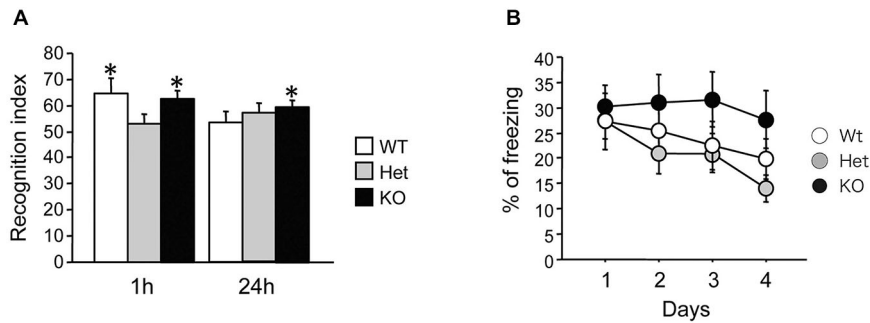 A
Recognition index
80
70
60
50
40
30
20
10
0
* * *
1h 24h
WT
Het
KO
B
% of freezing
40
35
30
25
20
15
10
5
0
1 2 3 4
Days
Wt
Het
KO